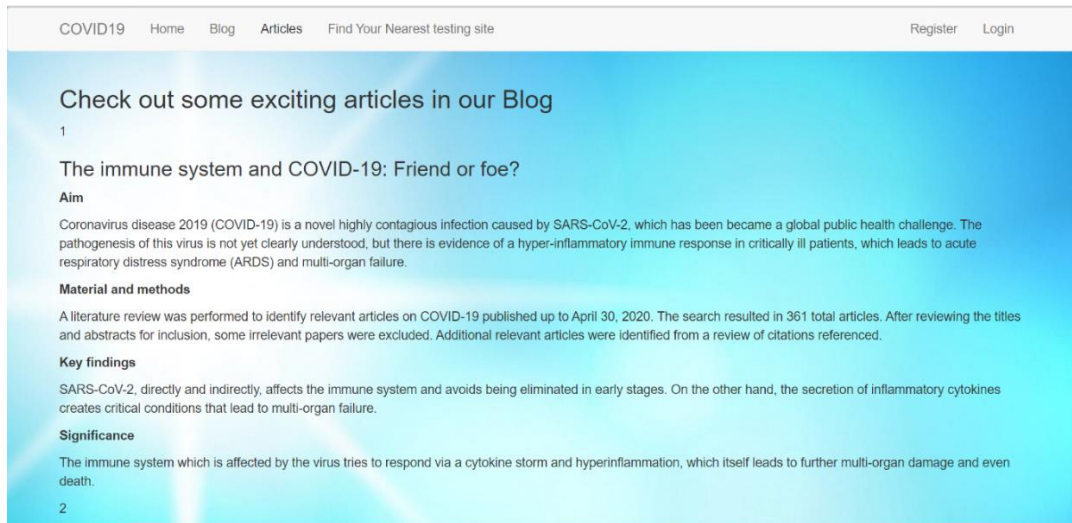 COVID19 Home Blog Articles Find Your Nearest testing site Register Login
Check out some exciting articles in our Blog
1
The immune system and COVID-19: Friend or foe?
Aim
Coronavirus disease 2019 (COVID-19) is a novel highly contagious infection caused by SARS-CoV-2, which has been became a global public health challenge. The
pathogenesis of this virus is not yet clearly understood, but there is evidence of a hyper-inflammatory immune response in critically ill patients, which leads to acute
respiratory distress syndrome (ARDS) and multi-organ failure.
Material and methods
A literature review was performed to identify relevant articles on COVID-19 published up to April 30, 2020. The search resulted in 361 total articles. After reviewing the titles
and abstracts for inclusion, some irrelevant papers were excluded. Additional relevant articles were identified from a review of citations referenced.
Key findings
SARS-CoV-2, directly and indirectly, affects the immune system and avoids being eliminated in early stages. On the other hand, the secretion of inflammatory cytokines
creates critical conditions that lead to multi-organ failure.
Significance
The immune system which is affected by the virus tries to respond via a cytokine storm and hyperinflammation, which itself leads to further multi-organ damage and even
death.
2